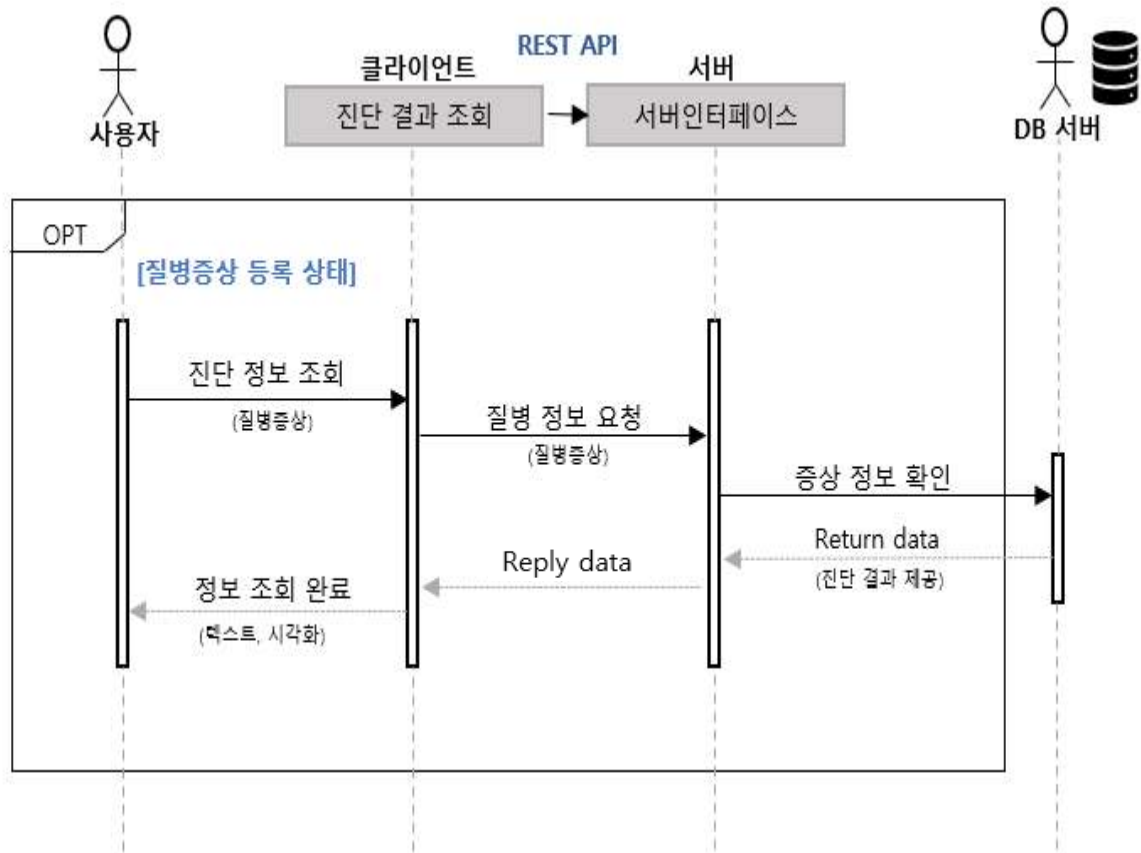 REST API
클라이언트
서버
진단 결과 조회
서버인터페이스
사용자
DB 서버
OPT
[질병증상 등록 상태]
진단 정보 조회
(질병증상)
질병 정보 요청
(질병증상)
증상 정보 확인
Return data
(진단 결과 제공)
Reply data
정보 조회 완료
(텍스트, 시각화)